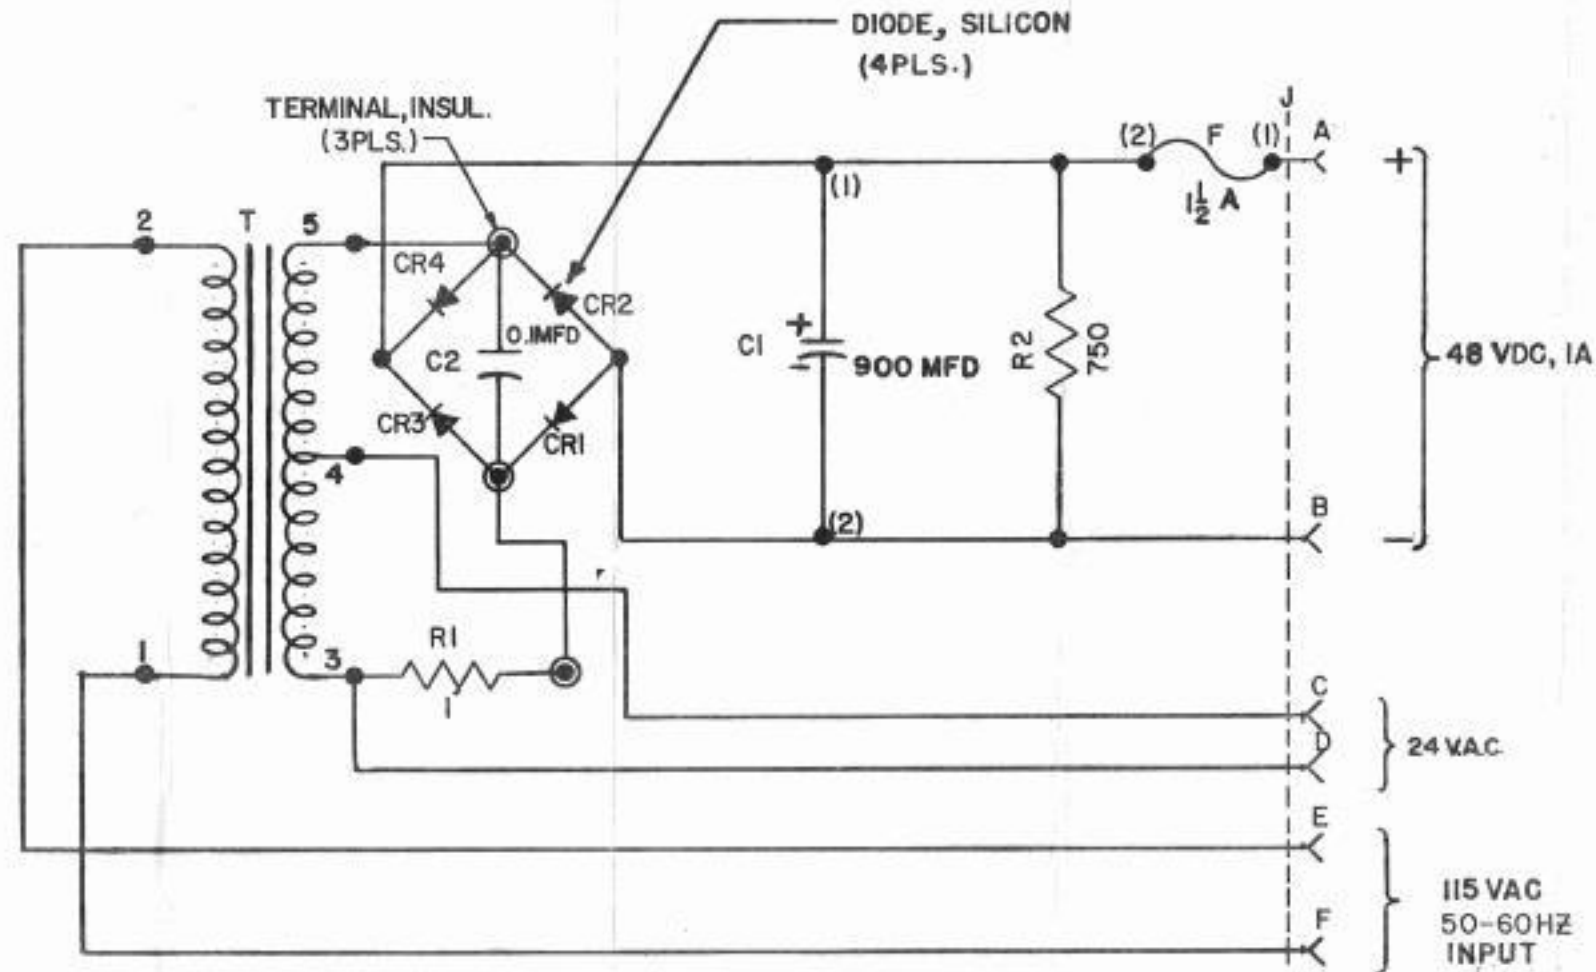 DIODE, SILICON
(4PLS.)
TERMINAL, INSUL.
(3PLS.)
J
(2) F (1) A
+
(1)
1½ A
2 T 5
CR4
CR2
0.1MFD
C2
C1
+
-
900 MFD
R2
750
48 VDC, 1A
CR3
CR1
4
(2)
B
-
1
3
R1
1
C
D
24 V.A.C.
E
115 VAC
50-60HZ
INPUT
F